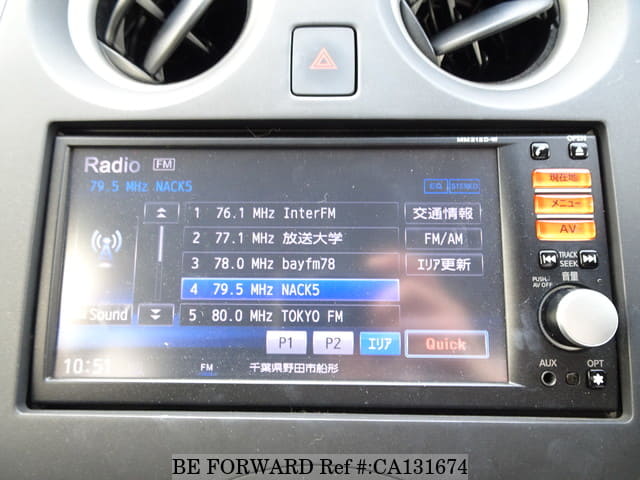 MM318D-W
OPEN
Radio FM
79.5 MHz NACK5
EQ. STEREO
現在地
メニュー
AV
1 76.1 MHz InterFM
交通情報
2 77.1 MHz 放送大学
FM/AM
3 78.0 MHz bayfm78
エリア更新
4 79.5 MHz NACK5
5 80.0 MHz TOKYO FM
Sound
P1 P2 エリア Quick
10:51
FM
千葉県野田市船形
TRACK
SEEK
PUSH-
AV OFF
音量
AUX
OPT
BE FORWARD Ref #:CA131674